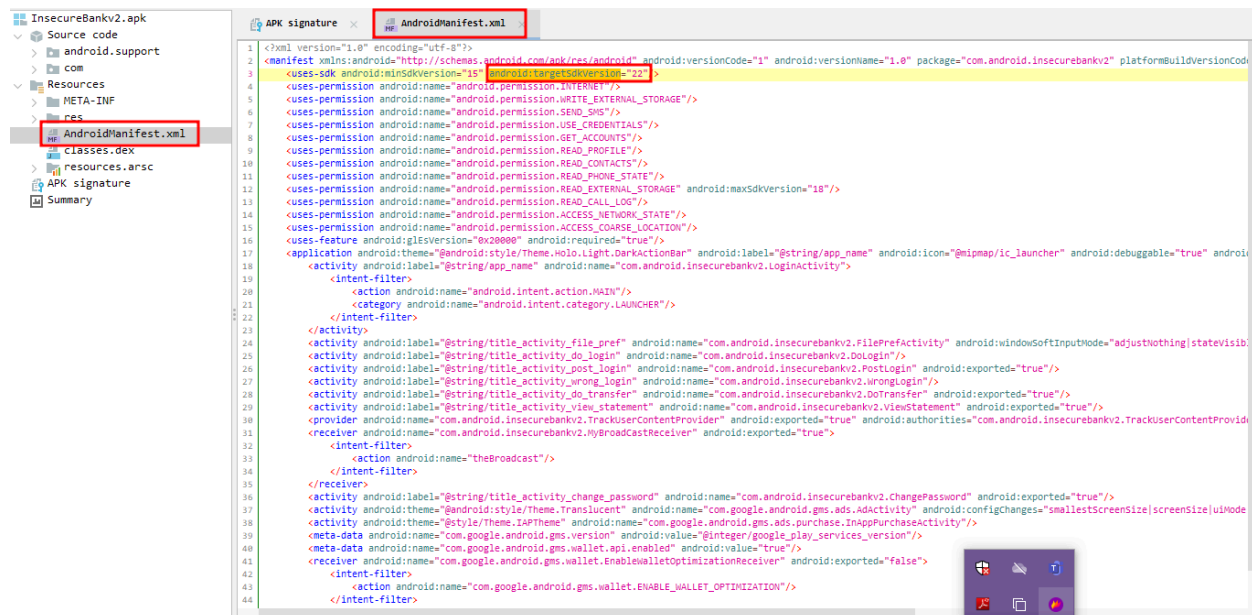 InsecureBankv2.apk
Source code
android.support
com
Resources
META-INF
res
AndroidManifest.xml
classes.dex
resources.arsc
APK signature
Summary
APK signature
AndroidManifest.xml
1 <?xml version="1.0" encoding="utf-8"?>
2 <manifest xmlns:android="http://schemas.android.com/apk/res/android" android:versionCode="1" android:versionName="1.0" package="com.android.insecurebankv2" platformBuildVersionCod
3 <uses-sdk android:minSdkVersion="15" android:targetSdkVersion="22"/>
4 <uses-permission android:name="android.permission.INTERNET"/>
5 <uses-permission android:name="android.permission.WRITE_EXTERNAL_STORAGE"/>
6 <uses-permission android:name="android.permission.SEND_SMS"/>
7 <uses-permission android:name="android.permission.USE_CREDENTIALS"/>
8 <uses-permission android:name="android.permission.GET_ACCOUNTS"/>
9 <uses-permission android:name="android.permission.READ_PROFILE"/>
10 <uses-permission android:name="android.permission.READ_CONTACTS"/>
11 <uses-permission android:name="android.permission.READ_PHONE_STATE"/>
12 <uses-permission android:name="android.permission.READ_EXTERNAL_STORAGE" android:maxSdkVersion="18"/>
13 <uses-permission android:name="android.permission.READ_CALL_LOG"/>
14 <uses-permission android:name="android.permission.ACCESS_NETWORK_STATE"/>
15 <uses-permission android:name="android.permission.ACCESS_COARSE_LOCATION"/>
16 <uses-feature android:glEsVersion="0x20000" android:required="true"/>
17 <application android:theme="@android:style/Theme.Holo.Light.DarkActionBar" android:label="@string/app_name" android:icon="@mipmap/ic_launcher" android:debuggable="true" androi
18 <activity android:label="@string/app_name" android:name="com.android.insecurebankv2.LoginActivity">
19 <intent-filter>
20 <action android:name="android.intent.action.MAIN"/>
21 <category android:name="android.intent.category.LAUNCHER"/>
22 </intent-filter>
23 </activity>
24 <activity android:label="@string/title_activity_file_pref" android:name="com.android.insecurebankv2.FilePrefActivity" android:windowSoftInputMode="adjustNothing|stateVisib
25 <activity android:label="@string/title_activity_do_login" android:name="com.android.insecurebankv2.DoLogin"/>
26 <activity android:label="@string/title_activity_post_login" android:name="com.android.insecurebankv2.PostLogin" android:exported="true"/>
27 <activity android:label="@string/title_activity_wrong_login" android:name="com.android.insecurebankv2.WrongLogin"/>
28 <activity android:label="@string/title_activity_do_transfer" android:name="com.android.insecurebankv2.DoTransfer" android:exported="true"/>
29 <activity android:label="@string/title_activity_view_statement" android:name="com.android.insecurebankv2.ViewStatement" android:exported="true"/>
30 <provider android:name="com.android.insecurebankv2.TrackUserContentProvider" android:exported="true" android:authorities="com.android.insecurebankv2.TrackUserContentProvid
31 <receiver android:name="com.android.insecurebankv2.MyBroadCastReceiver" android:exported="true">
32 <intent-filter>
33 <action android:name="theBroadcast"/>
34 </intent-filter>
35 </receiver>
36 <activity android:label="@string/title_activity_change_password" android:name="com.android.insecurebankv2.ChangePassword" android:exported="true"/>
37 <activity android:theme="@android:style/Theme.Translucent" android:name="com.google.android.gms.ads.AdActivity" android:configChanges="smallestScreenSize|screenSize|uiMode
38 <activity android:theme="@style/Theme.IAPTheme" android:name="com.google.android.gms.ads.purchase.InAppPurchaseActivity"/>
39 <meta-data android:name="com.google.android.gms.version" android:value="@integer/google_play_services_version"/>
40 <meta-data android:name="com.google.android.gms.wallet.api.enabled" android:value="true"/>
41 <receiver android:name="com.google.android.gms.wallet.EnableWalletOptimizationReceiver" android:exported="false">
42 <intent-filter>
43 <action android:name="com.google.android.gms.wallet.ENABLE_WALLET_OPTIMIZATION"/>
44 </intent-filter>